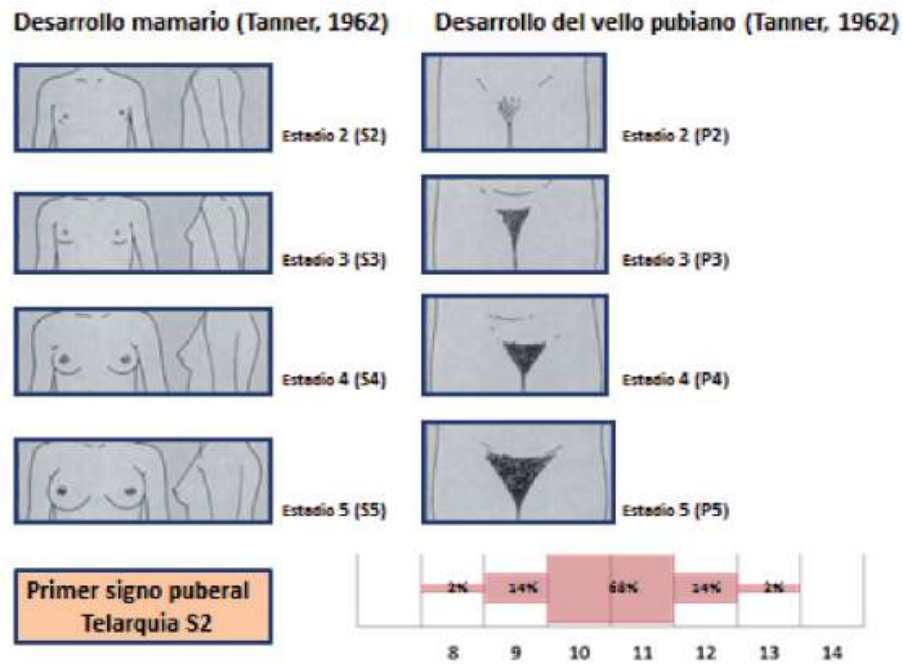 Desarrollo mamario (Tanner, 1962)
Desarrollo del vello pubiano (Tanner, 1962)
Estadio 2 (S2)
Estadio 2 (P2)
Estadio 3 (S3)
Estadio 3 (P3)
Estadio 4 (S4)
Estadio 4 (P4)
Estadio 5 (S5)
Estadio 5 (P5)
Primer signo puberal
Telarquia S2
2% 14% 68% 14% 2%
8 9 10 11 12 13 14